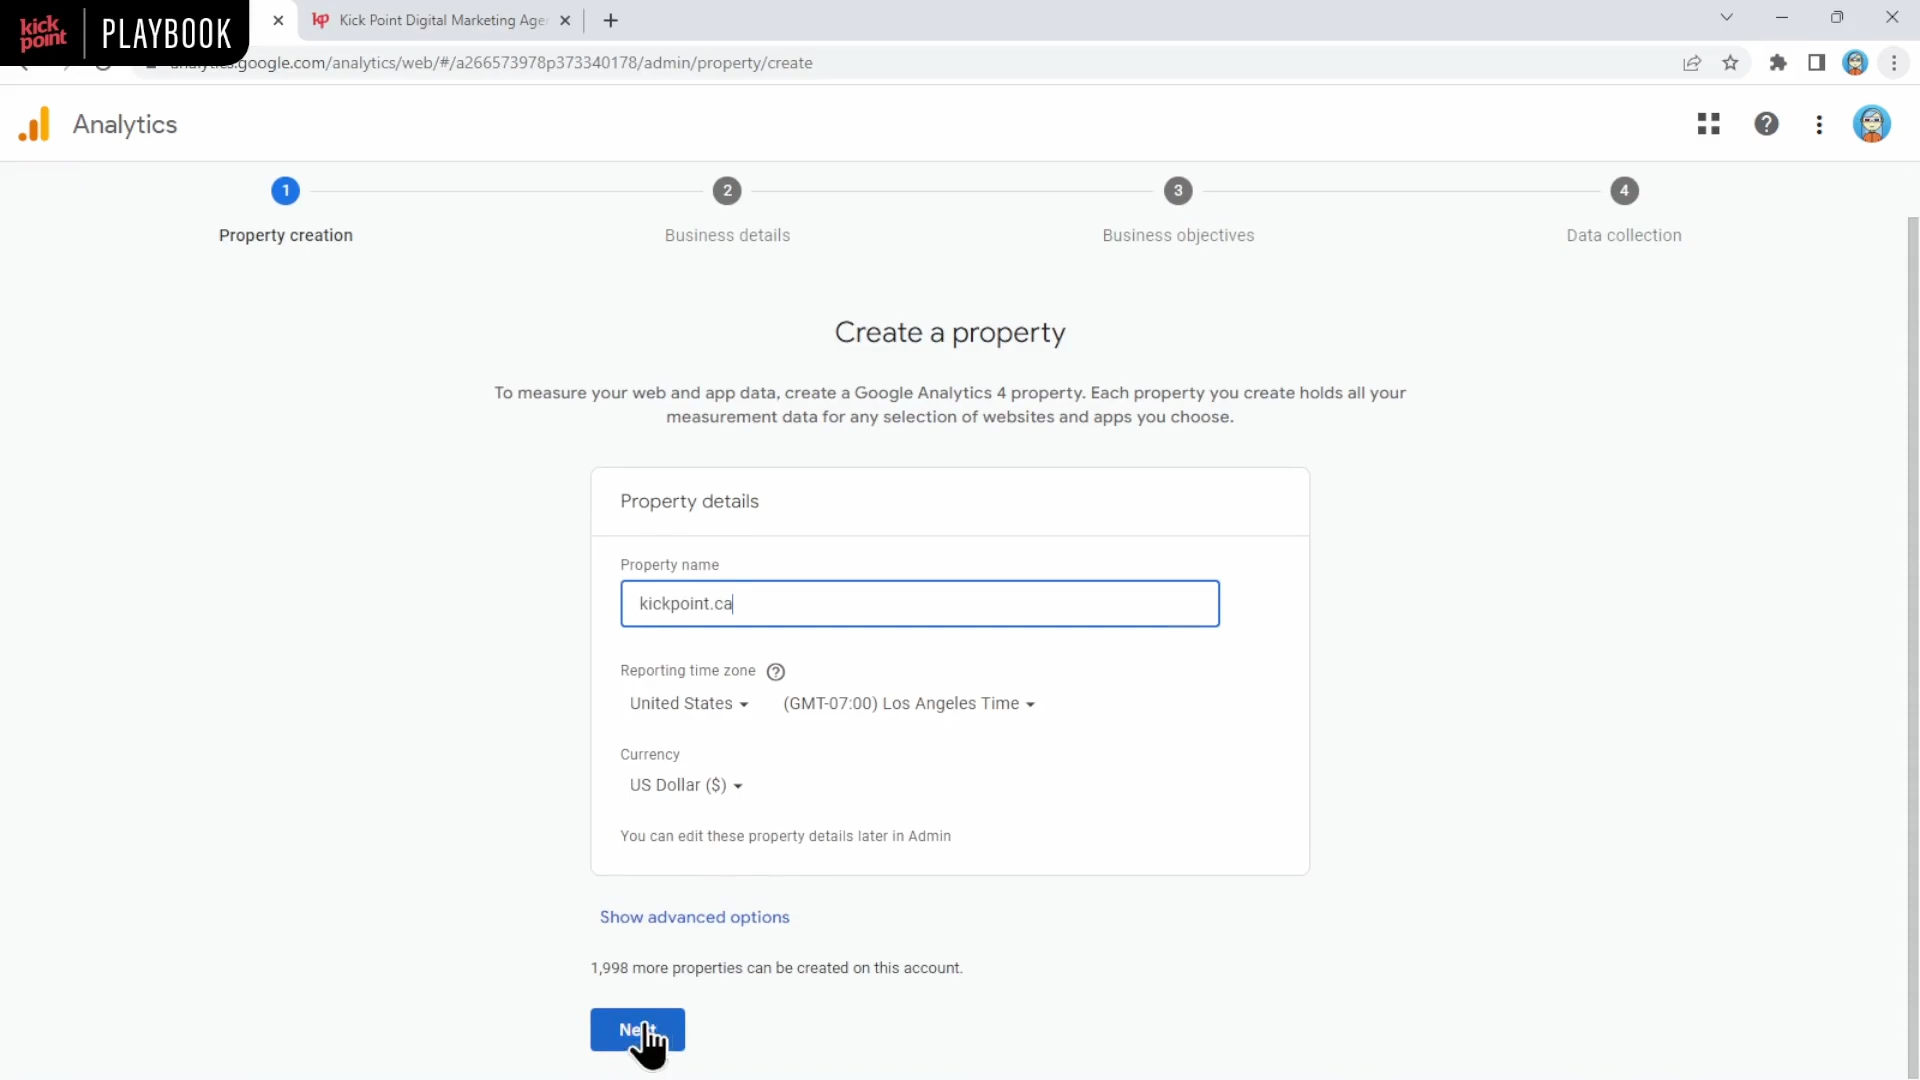 kick
point
PLAYBOOK
Kick Point Digital Marketing Agen
analytics.google.com/analytics/web/#/a266573978p373340178/admin/property/create
Analytics
1
2
3
4
Property creation
Business details
Business objectives
Data collection
Create a property
To measure your web and app data, create a Google Analytics 4 property. Each property you create holds all your
measurement data for any selection of websites and apps you choose.
Property details
Property name
kickpoint.ca
Reporting time zone
United States
(GMT-07:00) Los Angeles Time
Currency
US Dollar ($)
You can edit these property details later in Admin
Show advanced options
1,998 more properties can be created on this account.
Next